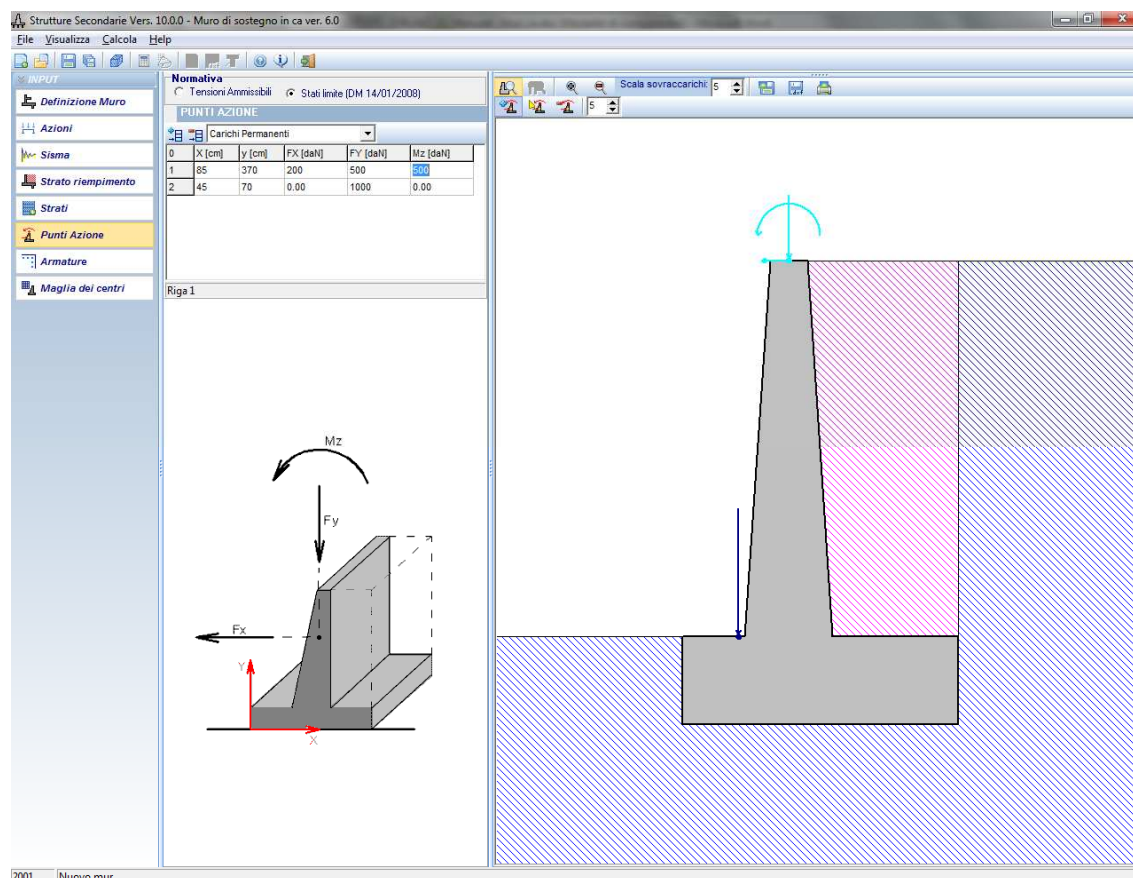 Strutture Secondarie Vers. 10.0.0 - Muro di sostegno in ca ver. 6.0
File Visualizza Calcola Help
INPUT
Definizione Muro
Azioni
Sisma
Strato riempimento
Strati
Punti Azione
Armature
Maglia dei centri
Normativa
Tensioni Ammissibili Stati limite (DM 14/01/2008)
PUNTI AZIONE
Carichi Permanenti
0 X [cm] y [cm] FX [daN] FY [daN] Mz [daN]
1 85 370 200 500 500
2 45 70 0.00 1000 0.00
Riga 1
Mz
Fy
Fx
Y
X
Scala sovraccarichi: 5
5
2001 Nuovo mur